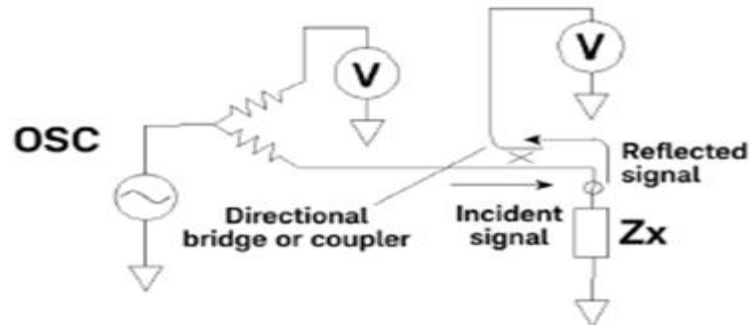 V
V
OSC
Reflected
signal
Directional
bridge or coupler
Incident
signal
Zx